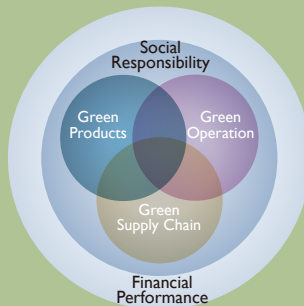 Social
Responsibility
Green
Products
Green
Operation
Green
Supply Chain
Financial
Performance